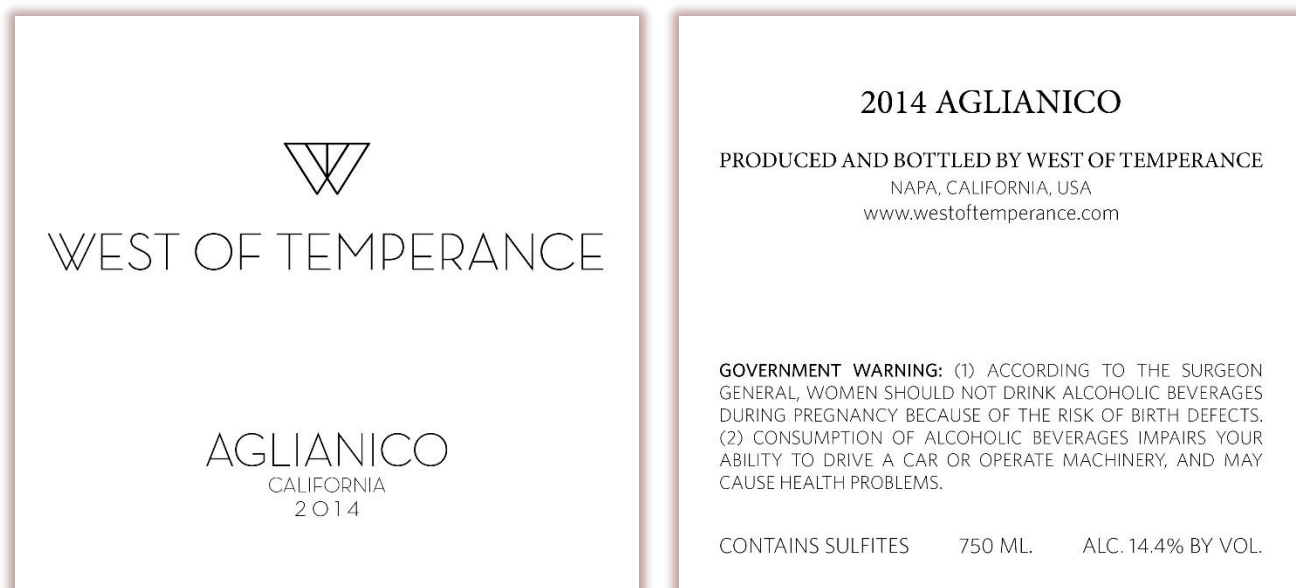 WEST OF TEMPERANCE
AGLIANICO
CALIFORNIA
2014
2014 AGLIANICO
PRODUCED AND BOTTLED BY WEST OF TEMPERANCE
NAPA, CALIFORNIA, USA
www.westoftemperance.com
GOVERNMENT WARNING: (1) ACCORDING TO THE SURGEON
GENERAL, WOMEN SHOULD NOT DRINK ALCOHOLIC BEVERAGES
DURING PREGNANCY BECAUSE OF THE RISK OF BIRTH DEFECTS.
(2) CONSUMPTION OF ALCOHOLIC BEVERAGES IMPAIRS YOUR
ABILITY TO DRIVE A CAR OR OPERATE MACHINERY, AND MAY
CAUSE HEALTH PROBLEMS.
CONTAINS SULFITES 750 ML. ALC. 14.4% BY VOL.